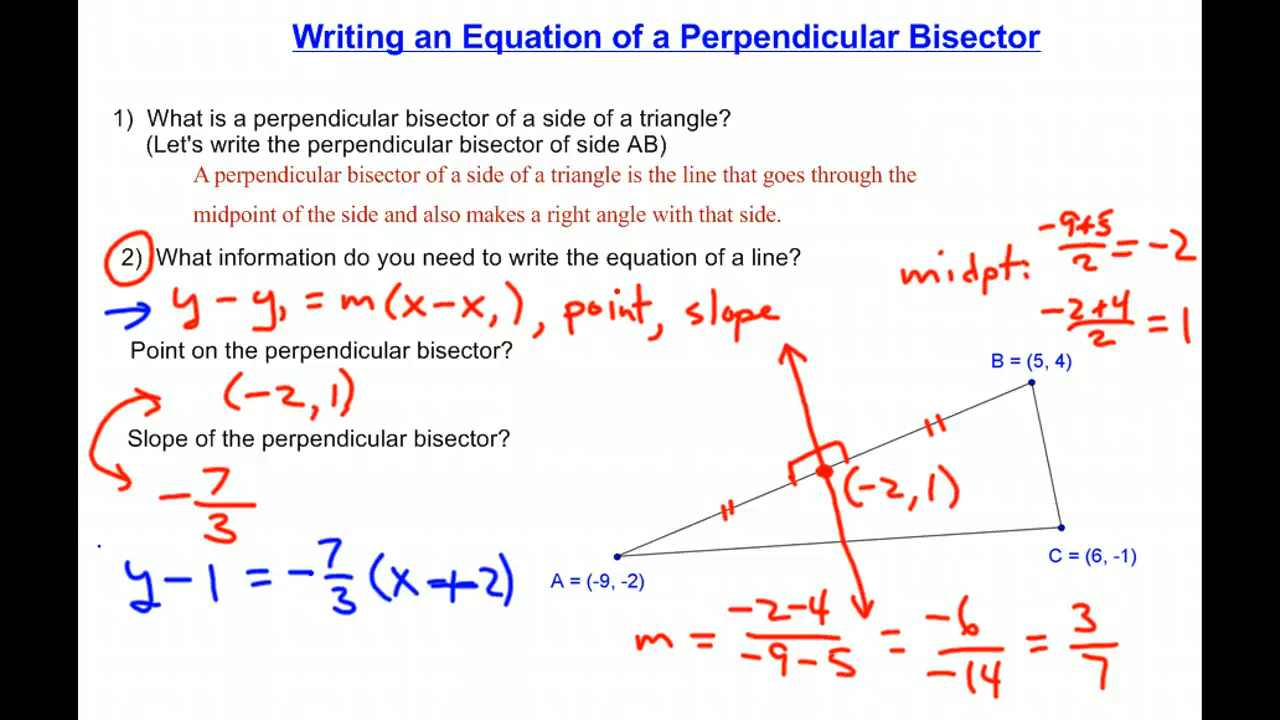 Writing an Equation of a Perpendicular Bisector
1) What is a perpendicular bisector of a side of a triangle?
(Let's write the perpendicular bisector of side AB)
A perpendicular bisector of a side of a triangle is the line that goes through the
midpoint of the side and also makes a right angle with that side.
2) What information do you need to write the equation of a line?
y - y₁ = m(x - x₁), point, slope
midpt: (-9+5)/2 = -2
(-2+4)/2 = 1
Point on the perpendicular bisector?
(-2, 1)
Slope of the perpendicular bisector?
-7/3
y - 1 = -7/3 (x + 2)
B = (5, 4)
(-2, 1)
C = (6, -1)
A = (-9, -2)
m = (-2-4)/(-9-5) = -6/-14 = 3/7